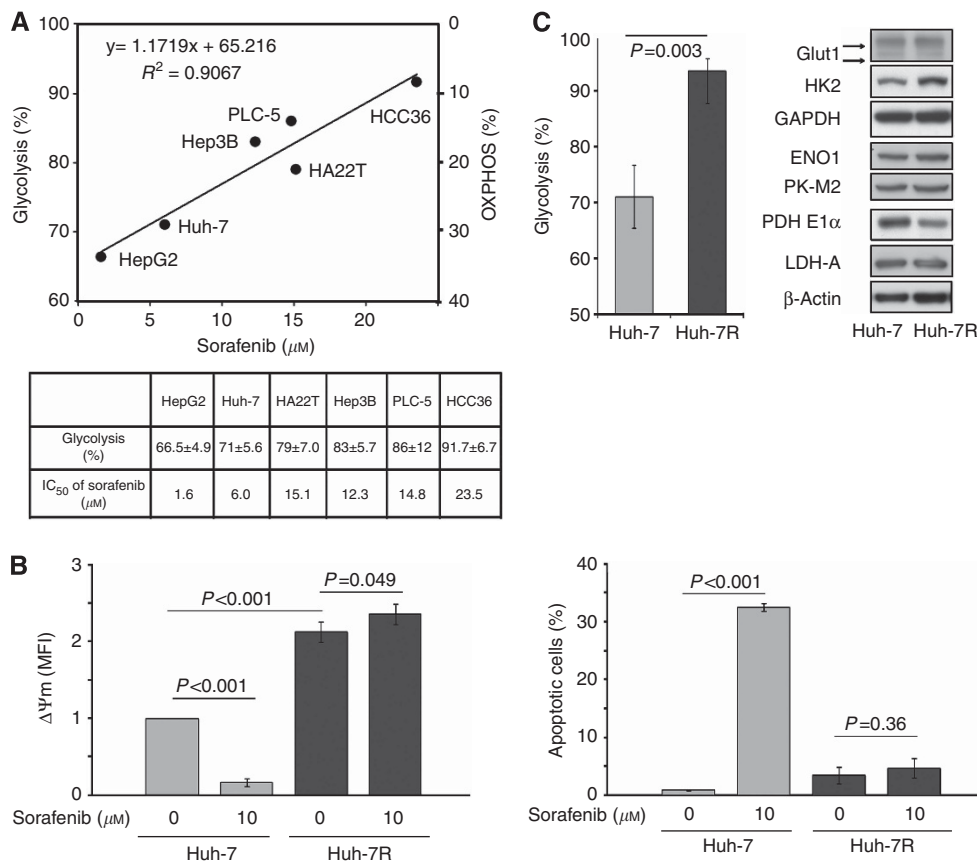 A
y= 1.1719x + 65.216
R² = 0.9067
Glycolysis (%)
100
90
80
70
60
OXPHOS (%)
0
10
20
30
40
PLC-5
HCC36
Hep3B
HA22T
Huh-7
HepG2
0 5 10 15 20 25
Sorafenib (μM)
HepG2 Huh-7 HA22T Hep3B PLC-5 HCC36
Glycolysis (%) 66.5±4.9 71±5.6 79±7.0 83±5.7 86±12 91.7±6.7
IC50 of sorafenib (μM) 1.6 6.0 15.1 12.3 14.8 23.5
C
P=0.003
Glycolysis (%)
100
90
80
70
60
50
Huh-7 Huh-7R
Glut1
HK2
GAPDH
ENO1
PK-M2
PDH E1α
LDH-A
β-Actin
Huh-7 Huh-7R
B
ΔΨm (MFI)
3
2
1
0
P=0.049
P<0.001
P<0.001
Sorafenib (μM) 0 10 0 10
Huh-7 Huh-7R
Apoptotic cells (%)
40
30
20
10
0
P<0.001
P=0.36
Sorafenib (μM) 0 10 0 10
Huh-7 Huh-7R